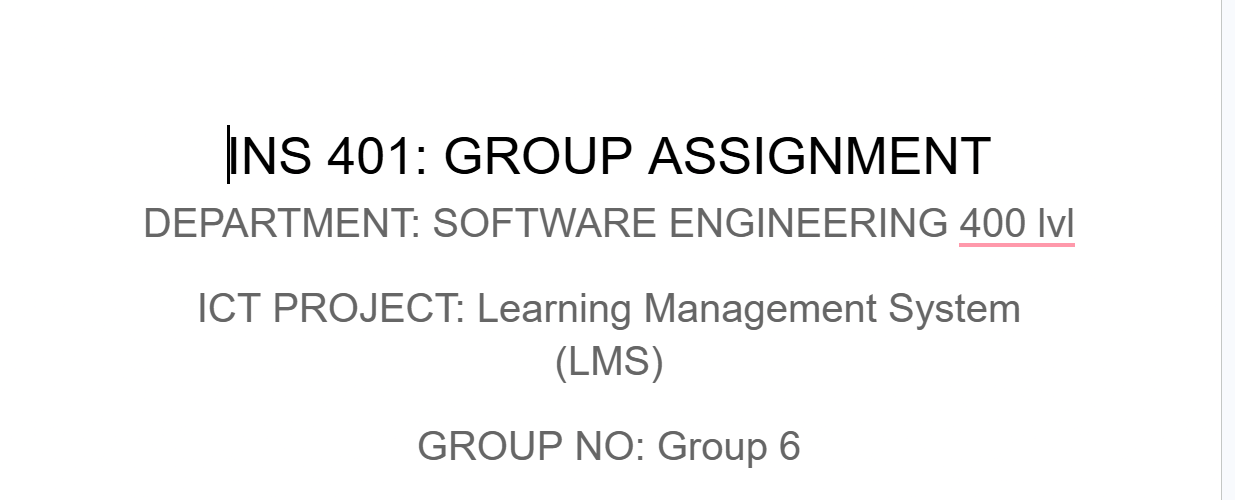 INS 401: GROUP ASSIGNMENT
DEPARTMENT: SOFTWARE ENGINEERING 400 lvl
ICT PROJECT: Learning Management System
(LMS)
GROUP NO: Group 6